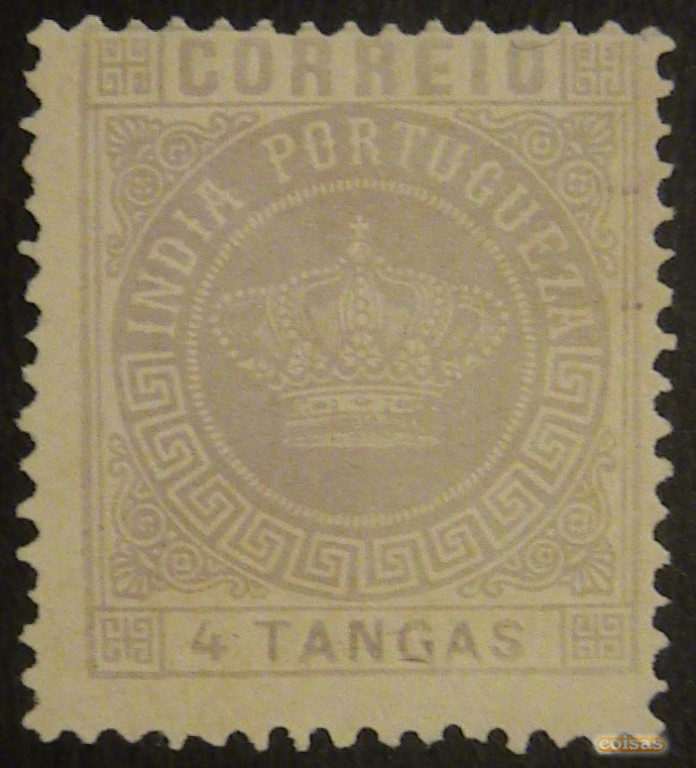 CORREIO
INDIA PORTUGUEZA
4 TANGAS
coisas